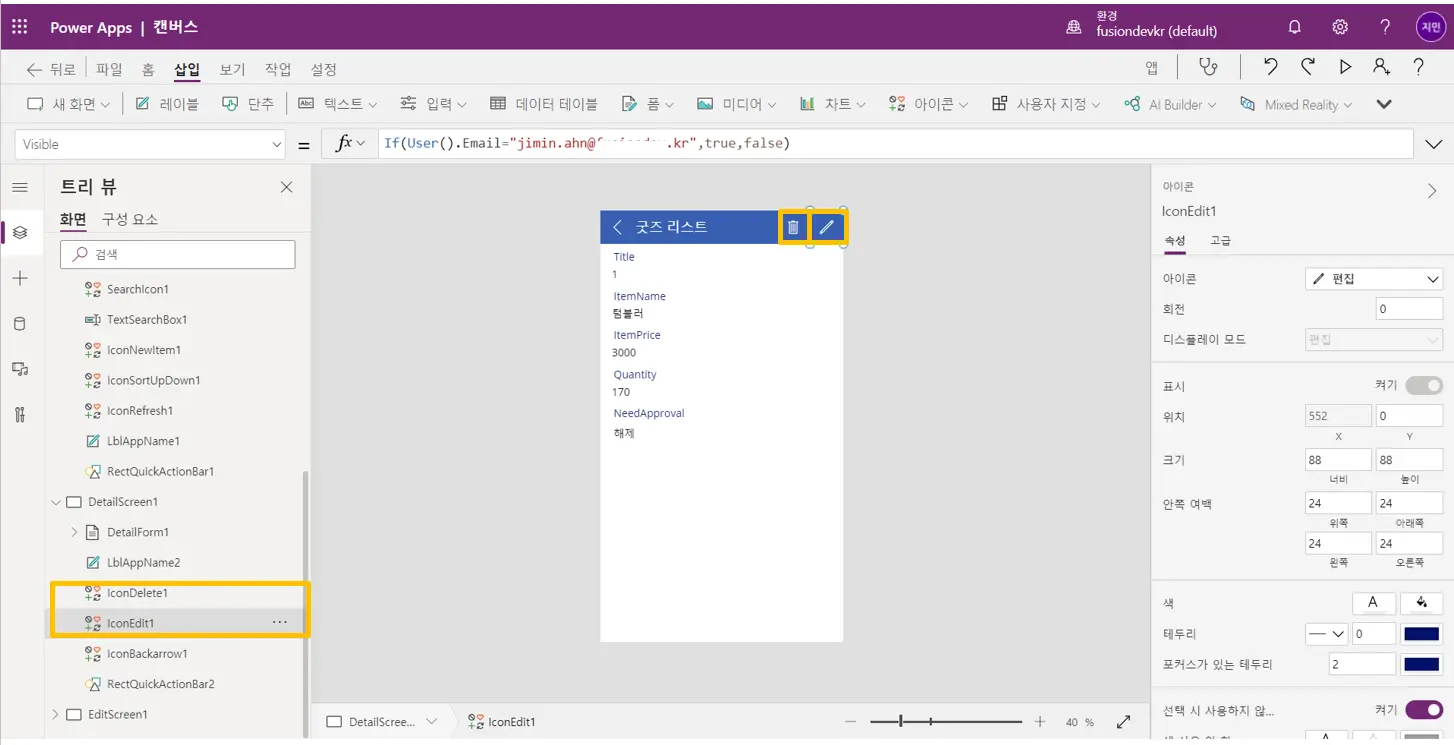 Power Apps | 캔버스
환경
fusiondevkr (default)
지민
뒤로 파일 홈 삽입 보기 작업 설정
앱
새 화면 레이블 단추 텍스트 입력 데이터 테이블 폼 미디어 차트 아이콘 사용자 지정 AI Builder Mixed Reality
Visible = fx If(User().Email="jimin.ahn@ .kr",true,false)
트리 뷰
화면 구성 요소
검색
SearchIcon1
TextSearchBox1
IconNewItem1
IconSortUpDown1
IconRefresh1
LblAppName1
RectQuickActionBar1
DetailScreen1
DetailForm1
LblAppName2
IconDelete1
IconEdit1 ...
IconBackarrow1
RectQuickActionBar2
EditScreen1
굿즈 리스트
Title
1
ItemName
텀블러
ItemPrice
3000
Quantity
170
NeedApproval
해제
DetailScree... IconEdit1
40 %
아이콘
IconEdit1
속성 고급
아이콘 편집
회전 0
디스플레이 모드 편집
표시 켜기
위치 552 0
X Y
크기 88 88
너비 높이
안쪽 여백 24 24
위쪽 아래쪽
24 24
왼쪽 오른쪽
색 A
테두리 0
포커스가 있는 테두리 2
선택 시 사용하지 않... 켜기